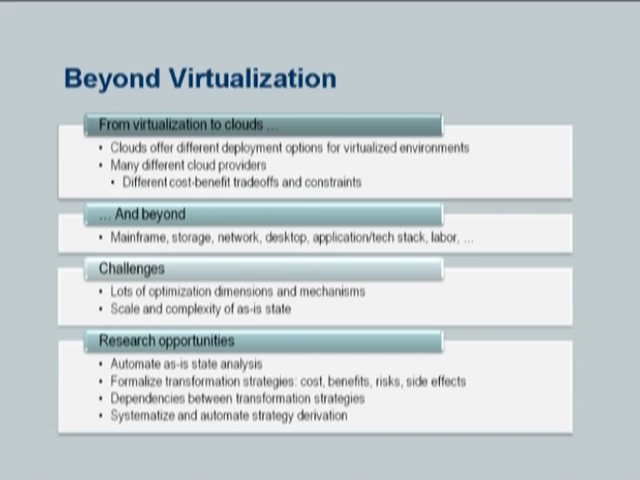 Beyond Virtualization
From virtualization to clouds ...
• Clouds offer different deployment options for virtualized environments
• Many different cloud providers
• Different cost-benefit tradeoffs and constraints
... And beyond
• Mainframe, storage, network, desktop, application/tech stack, labor, ...
Challenges
• Lots of optimization dimensions and mechanisms
• Scale and complexity of as-is state
Research opportunities
• Automate as-is state analysis
• Formalize transformation strategies: cost, benefits, risks, side effects
• Dependencies between transformation strategies
• Systematize and automate strategy derivation